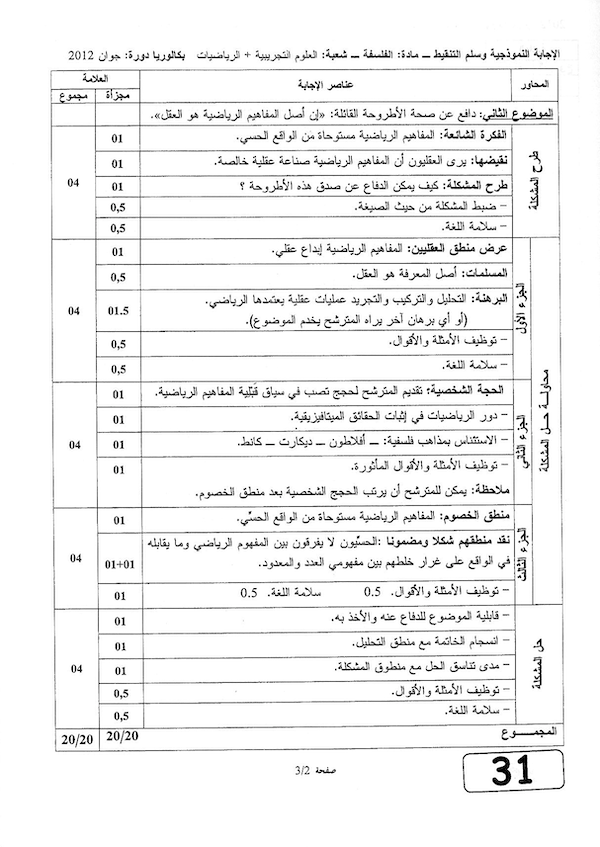 الإجابة النموذجية وسلم التنقيط ــ مادة: الفلسفة ــ شعبة: العلوم التجريبية + الرياضيات بكالوريا دورة: جوان 2012
المحاور عناصر الإجابة العلامة
مجزأة مجموع
الموضوع الثاني: دافع عن صحة الأطروحة القائلة: «إن أصل المفاهيم الرياضية هو العقل».
طرح المشكلة
الفكرة الشائعة: المفاهيم الرياضية مستوحاة من الواقع الحسي. 01
نقيضها: يرى العقليون أن المفاهيم الرياضية صناعة عقلية خالصة. 01
طرح المشكلة: كيف يمكن الدفاع عن صدق هذه الأطروحة ؟ 01 04
– ضبط المشكلة من حيث الصيغة. 0,5
– سلامة اللغة. 0,5
محاولة حل المشكلة
الجزء الأول
عرض منطق العقليين: المفاهيم الرياضية إبداع عقلي. 01
المسلمات: أصل المعرفة هو العقل. 0,5
البرهنة: التحليل والتركيب والتجريد عمليات عقلية يعتمدها الرياضي. 01.5 04
(أو أي برهان آخر يراه المترشح يخدم الموضوع).
– توظيف الأمثلة والأقوال. 0,5
– سلامة اللغة. 0,5
الجزء الثاني
الحجة الشخصية: تقديم المترشح لحجج تصب في سياق قَبْلِية المفاهيم الرياضية. 01
– دور الرياضيات في إثبات الحقائق الميتافيزيقية. 01
– الاستئناس بمذاهب فلسفية: ــ أفلاطون ــ ديكارت ــ كانط. 01 04
– توظيف الأمثلة والأقوال المأثورة. 01
ملاحظة: يمكن للمترشح أن يرتب الحجج الشخصية بعد منطق الخصوم.
الجزء الثالث
منطق الخصوم: المفاهيم الرياضية مستوحاة من الواقع الحسِّي. 01
نقد منطقهم شكلا ومضمونا :الحسِّيون لا يفرقون بين المفهوم الرياضي وما يقابله
في الواقع على غرار خلطهم بين مفهومي العدد والمعدود. 01+01 04
– توظيف الأمثلة والأقوال. 0.5 سلامة اللغة. 0.5 01
حل المشكلة
– قابلية الموضوع للدفاع عنه والأخذ به. 01
– انسجام الخاتمة مع منطق التحليل. 01
– مدى تناسق الحل مع منطوق المشكلة. 01 04
– توظيف الأمثلة والأقوال. 0,5
– سلامة اللغة. 0,5
المجمــــوع 20/20 20/20
صفحة 3/2
31